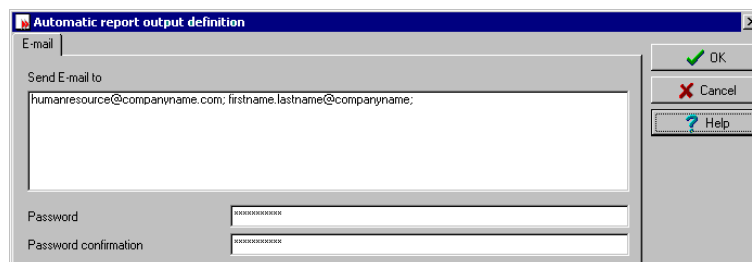 Automatic report output definition
E-mail
OK
Send E-mail to
Cancel
humanresource@companyname.com; firstname.lastname@companyname;
Help
Password ***********
Password confirmation ***********